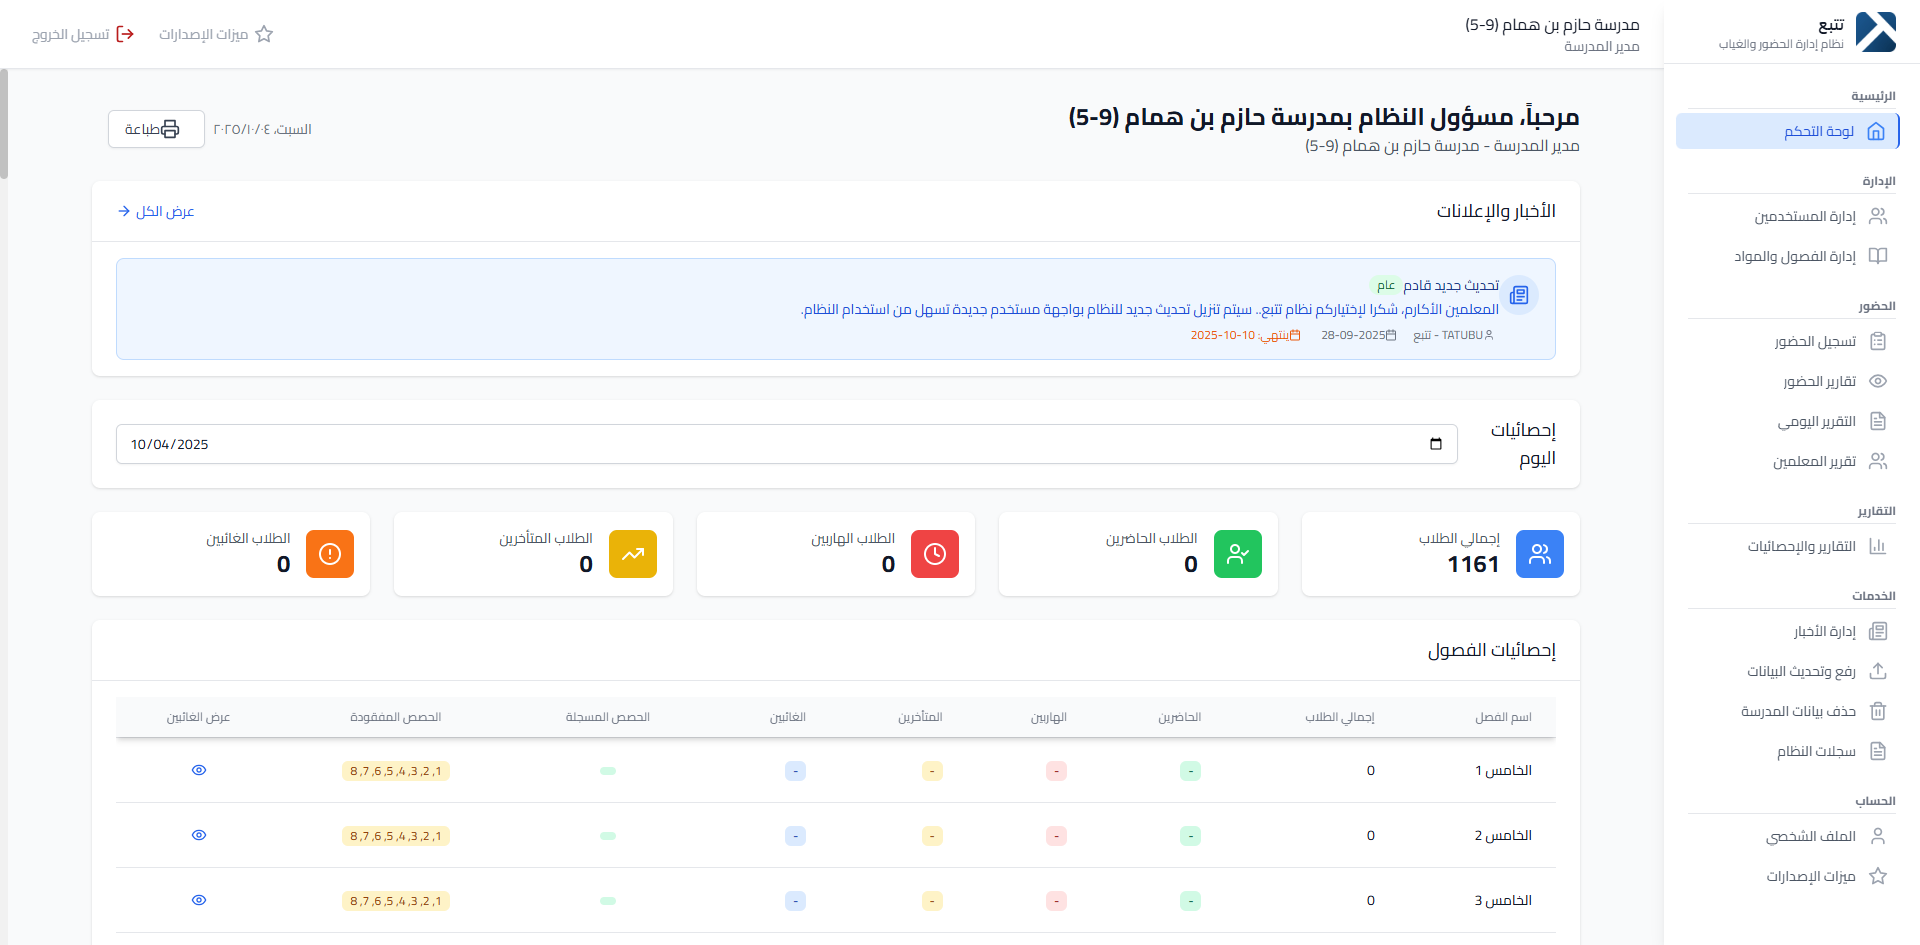 تتبع
نظام إدارة الحضور والغياب
الرئيسية
لوحة التحكم
الإدارة
إدارة المستخدمين
إدارة الفصول والمواد
الحضور
تسجيل الحضور
تقارير الحضور
التقرير اليومي
تقرير المعلمين
التقارير
التقارير والإحصائيات
الخدمات
إدارة الأخبار
رفع وتحديث البيانات
حذف بيانات المدرسة
سجلات النظام
الحساب
الملف الشخصي
ميزات الإصدارات
مدرسة حازم بن همام (9-5)
مدير المدرسة
ميزات الإصدارات
تسجيل الخروج
مرحباً، مسؤول النظام بمدرسة حازم بن همام (9-5)
مدير المدرسة - مدرسة حازم بن همام (9-5)
السبت، ٢٠٢٥/١٠/٠٤
طباعة
الأخبار والإعلانات
عرض الكل
تحديث جديد قادم عام
المعلمين الأكارم، شكرا لإختياركم نظام تتبع.. سيتم تنزيل تحديث جديد للنظام بواجهة مستخدم جديدة تسهل من استخدام النظام.
TATUBU - تتبع 28-09-2025 ينتهي: 10-10-2025
إحصائيات اليوم
10/04/2025
إجمالي الطلاب
1161
الطلاب الحاضرين
0
الطلاب الهاربين
0
الطلاب المتأخرين
0
الطلاب الغائبين
0
إحصائيات الفصول
اسم الفصل إجمالي الطلاب الحاضرين الهاربين المتأخرين الغائبين الحصص المسجلة الحصص المفقودة عرض الغائبين
الخامس 1 0 - - - - 1, 2, 3, 4, 5, 6, 7, 8
الخامس 2 0 - - - - 1, 2, 3, 4, 5, 6, 7, 8
الخامس 3 0 - - - - 1, 2, 3, 4, 5, 6, 7, 8